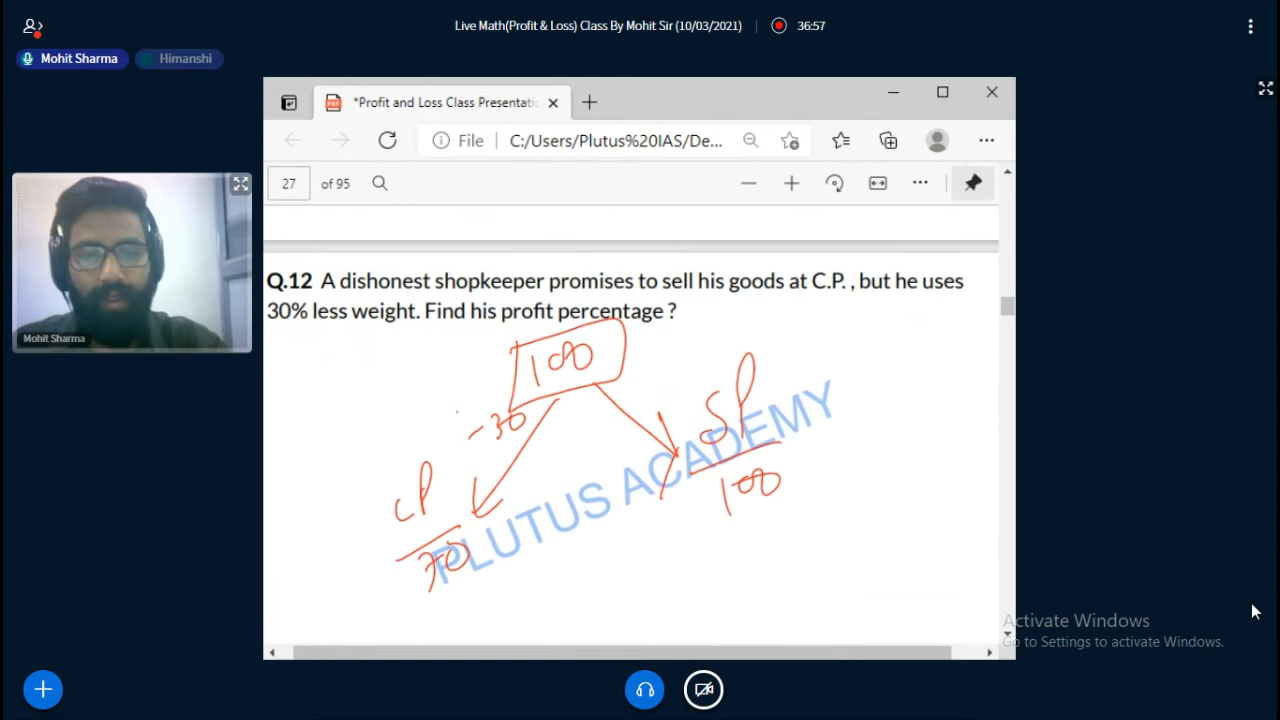 Live Math(Profit & Loss) Class By Mohit Sir (10/03/2021)
36:57
Mohit Sharma
Himanshi
*Profit and Loss Class Presentatic
File
C:/Users/Plutus%20IAS/De...
27
of 95
Q.12 A dishonest shopkeeper promises to sell his goods at C.P. , but he uses
30% less weight. Find his profit percentage ?
100
-30
SP
100
CP
70
PLUTUS ACADEMY
Mohit Sharma
Activate Windows
Go to Settings to activate Windows.